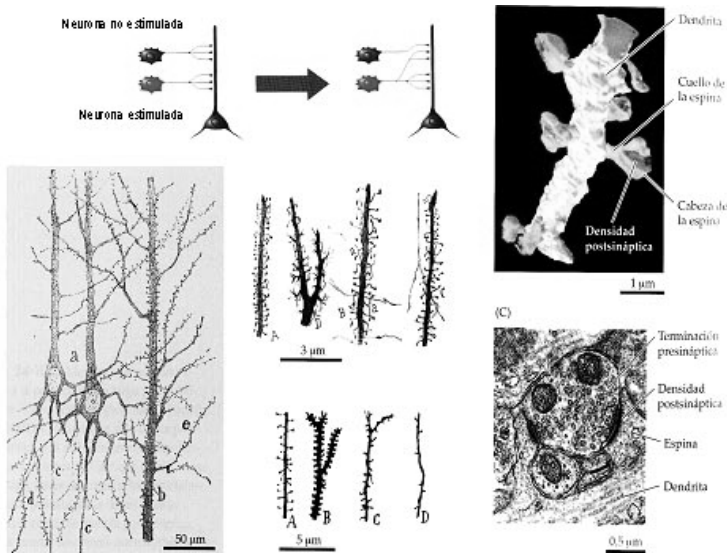 Neurona no estimulada
Neurona estimulada
Dendrita
Cuello de
la espina
Cabeza de
la espina
Densidad
postsináptica
1 µm
a
e
d
c
b
c
50 µm
A
D
B
a
3 µm
A
B
C
D
5 µm
(C)
Terminación
presináptica
Densidad
postsináptica
Espina
Dendrita
0,5 µm